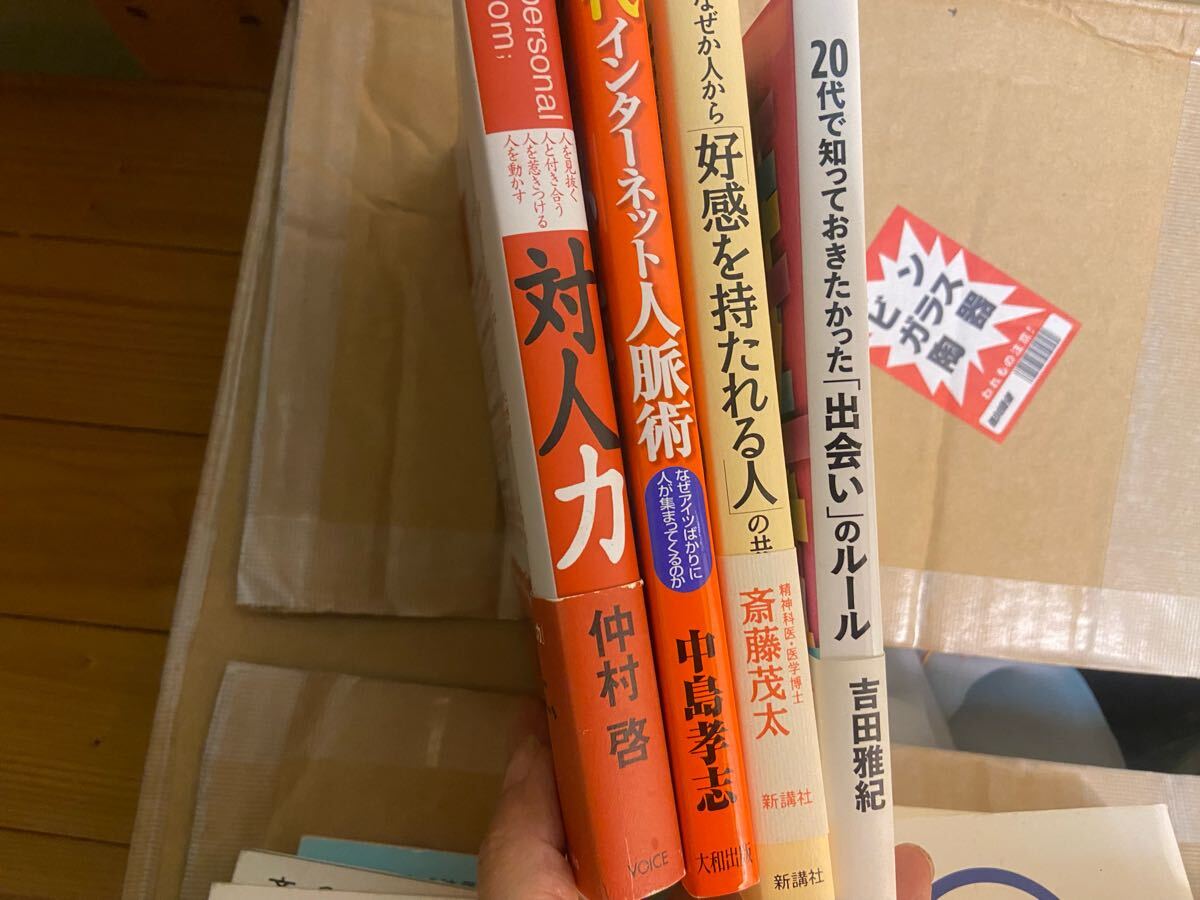 personal
om;
人を見抜く
人と付き合う
人を惹きつける
人を動かす
対人力
仲村 啓
VOICE
代インターネット人脈術
なぜアイツばかりに
人が集まってくるのか
中島孝志
大和出版
なぜか人から「好感を持たれる人」の共
精神科医・医学博士
斎藤茂太
新講社
新講社
20代で知っておきたかった「出会い」のルール
吉田雅紀
ビン
ガラス
陶器
われもの注意!